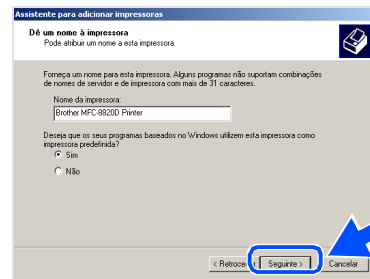 Assistente para adicionar impressoras
Dê um nome à impressora
Pode atribuir um nome a esta impressora.
Forneça um nome para esta impressora. Alguns programas não suportam combinações
de nomes de servidor e de impressora com mais de 31 caracteres.
Nome da impressora:
Brother MFC-8820D Printer
Deseja que os seus programas baseados no Windows utilizem esta impressora como
impressora predefinida?
Sim
Não
< Retroceder Seguinte > Cancelar